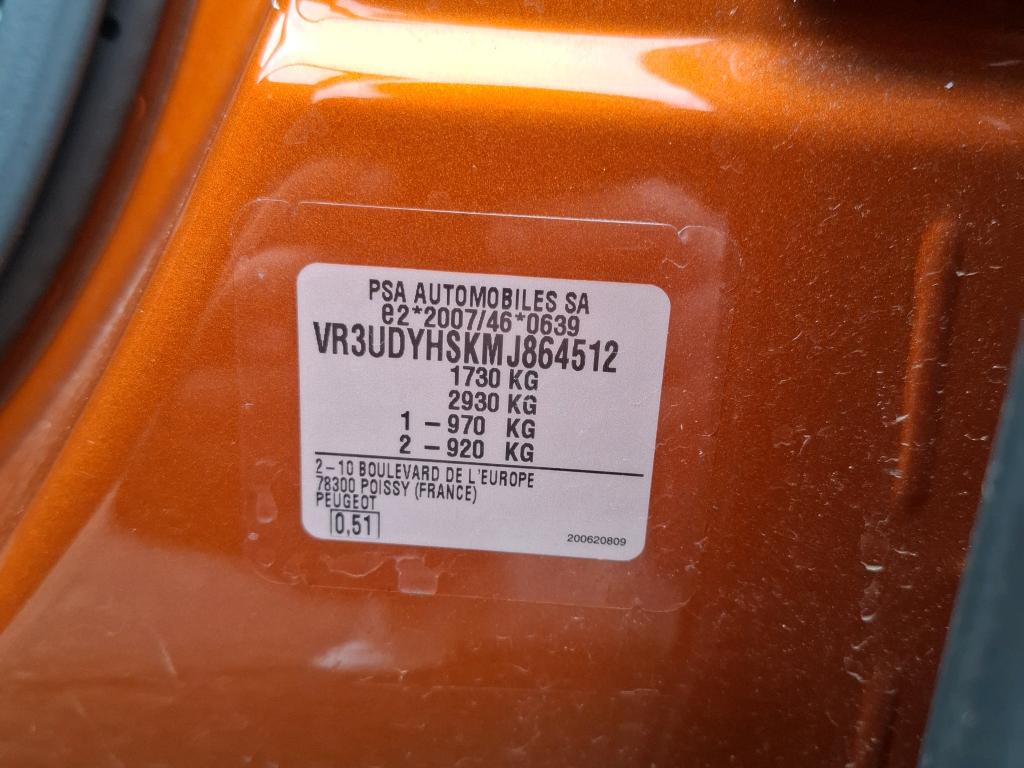 PSA AUTOMOBILES SA
e2*2007/46*0639
VR3UDYHSKMJ864512
1730 KG
2930 KG
1 – 970 KG
2 – 920 KG
2–10 BOULEVARD DE L'EUROPE
78300 POISSY (FRANCE)
PEUGEOT
0,51
200620809